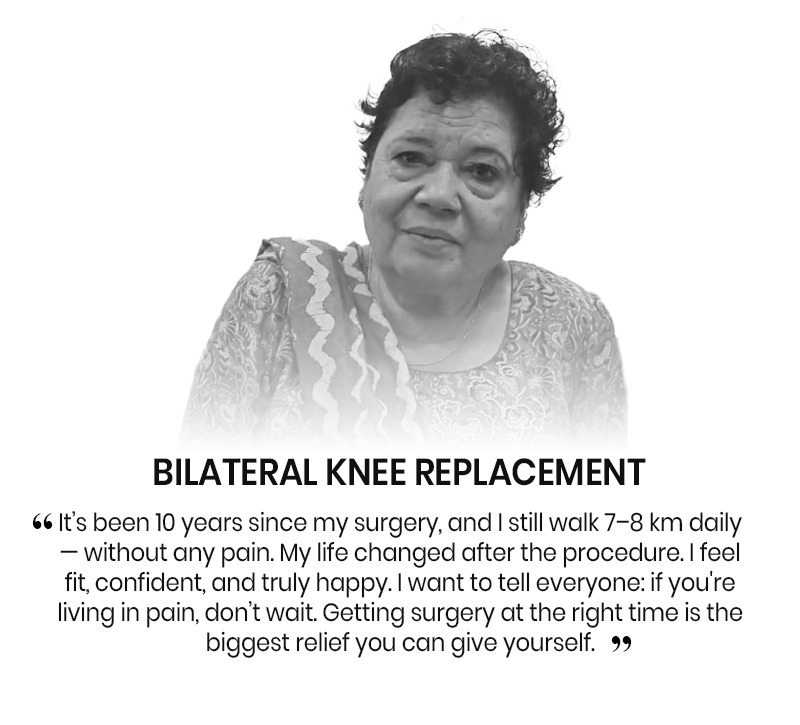 BILATERAL KNEE REPLACEMENT
“ It’s been 10 years since my surgery, and I still walk 7–8 km daily
— without any pain. My life changed after the procedure. I feel
fit, confident, and truly happy. I want to tell everyone: if you're
living in pain, don’t wait. Getting surgery at the right time is the
biggest relief you can give yourself. ”